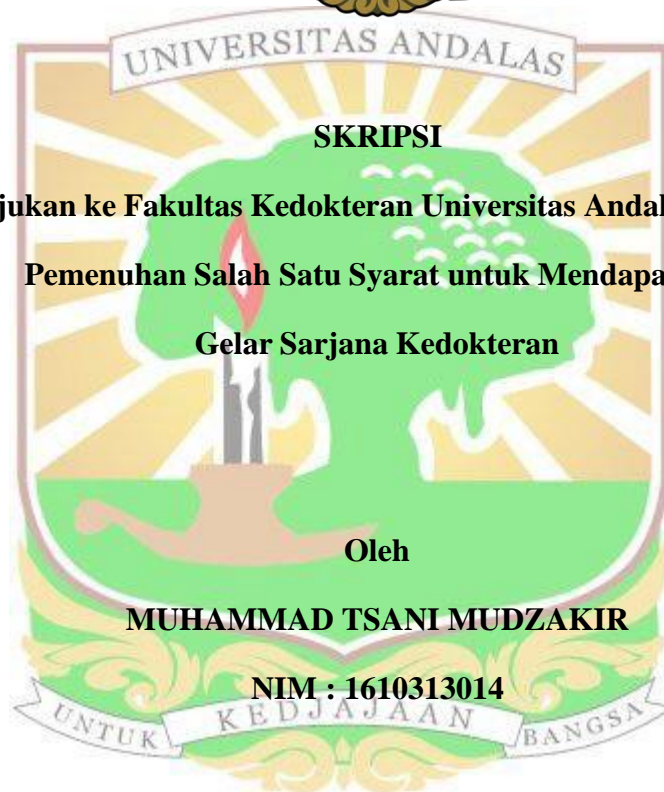 UNIVERSITAS ANDALAS
SKRIPSI
jukan ke Fakultas Kedokteran Universitas Andal
Pemenuhan Salah Satu Syarat untuk Mendapa
Gelar Sarjana Kedokteran
Oleh
MUHAMMAD TSANI MUDZAKIR
NIM : 1610313014
UNTUK KEDJAJAAN BANGSA